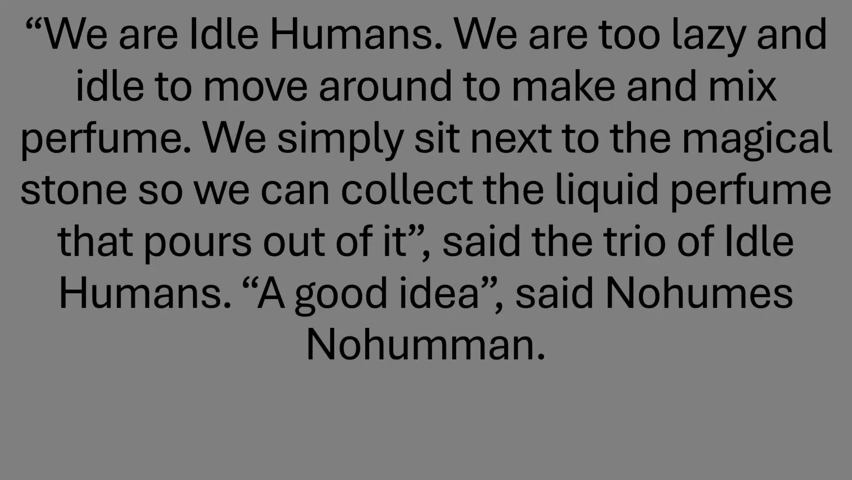 “We are Idle Humans. We are too lazy and
idle to move around to make and mix
perfume. We simply sit next to the magical
stone so we can collect the liquid perfume
that pours out of it”, said the trio of Idle
Humans. “A good idea”, said Nohumes
Nohumman.